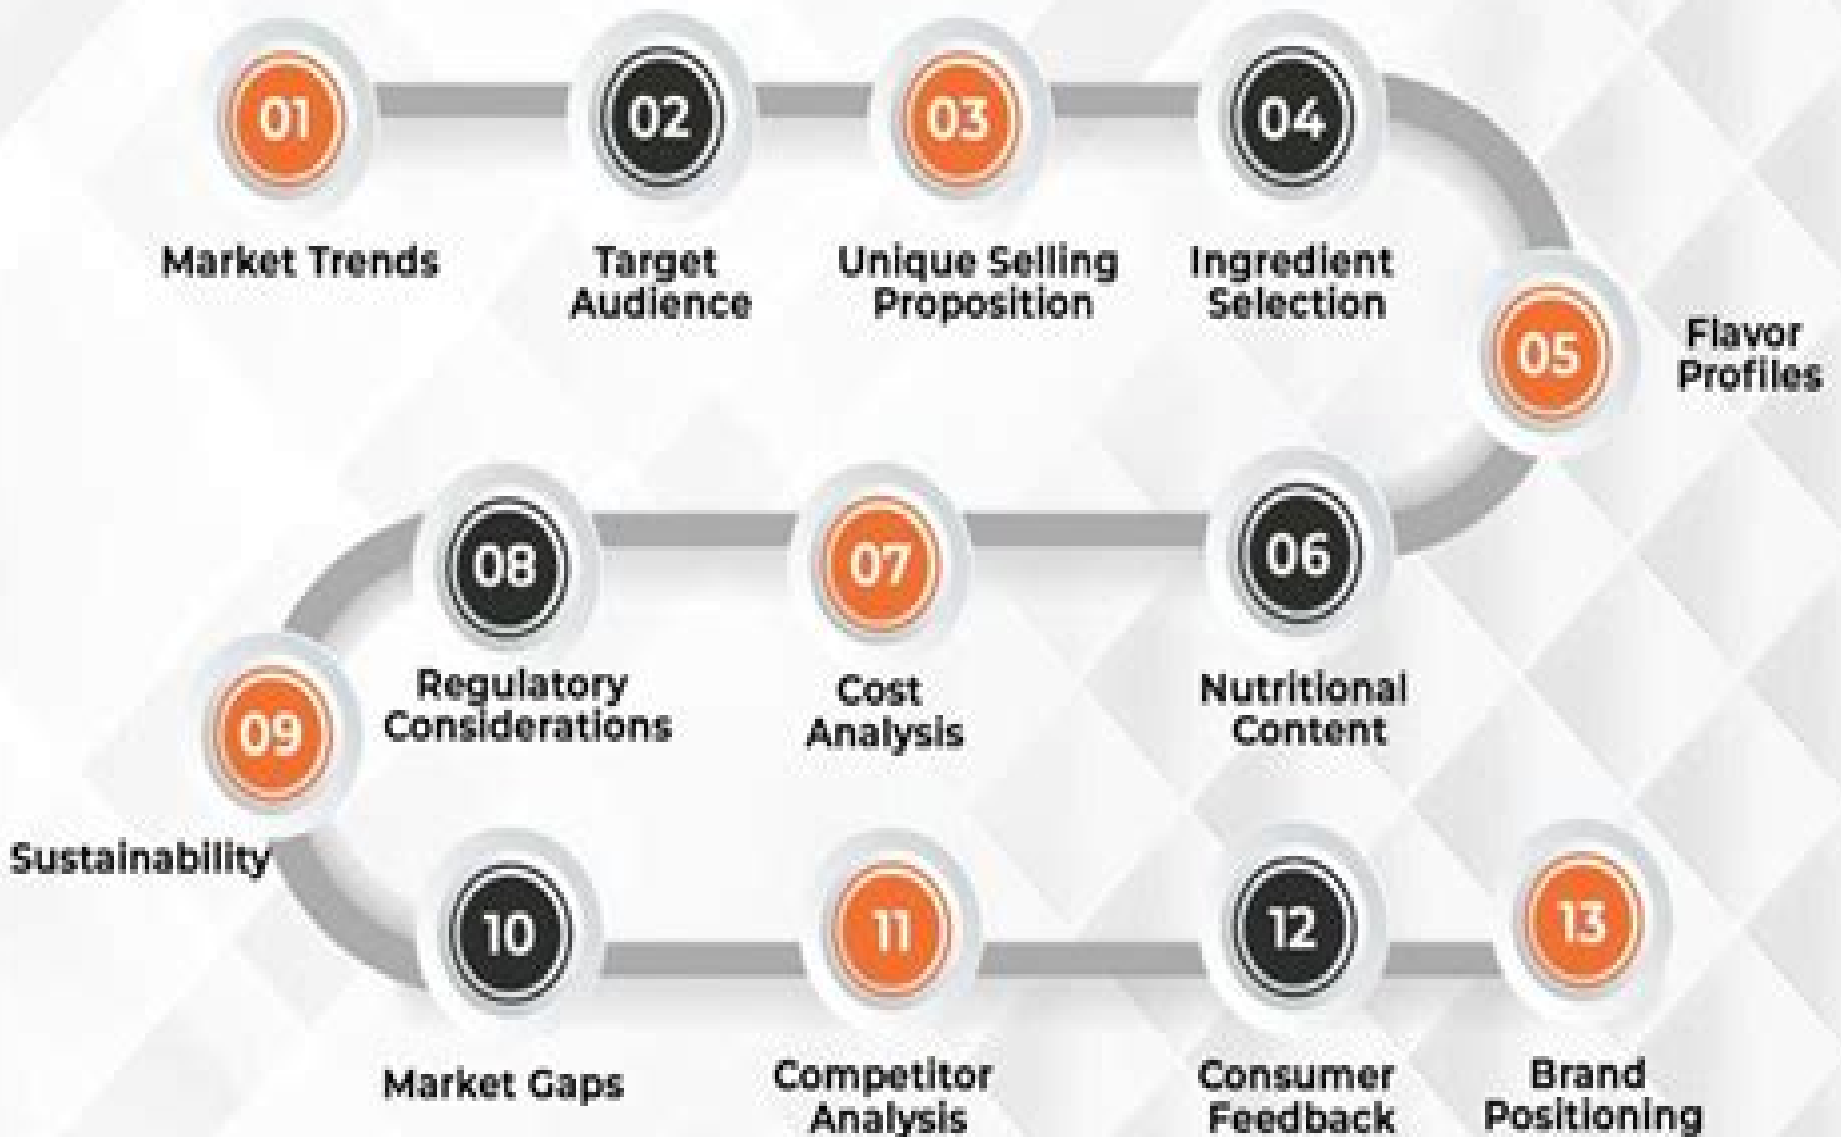 01
Market Trends
02
Target
Audience
03
Unique Selling
Proposition
04
Ingredient
Selection
05
Flavor
Profiles
06
Nutritional
Content
07
Cost
Analysis
08
Regulatory
Considerations
09
Sustainability
10
Market Gaps
11
Competitor
Analysis
12
Consumer
Feedback
13
Brand
Positioning